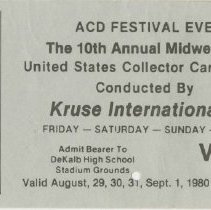 ACD FESTIVAL EVE
The 10th Annual Midwe
United States Collector Car
Conducted By
Kruse International
FRIDAY — SATURDAY — SUNDAY —
Admit Bearer To
DeKalb High School
Stadium Grounds
V
Valid August, 29, 30, 31, Sept. 1, 1980